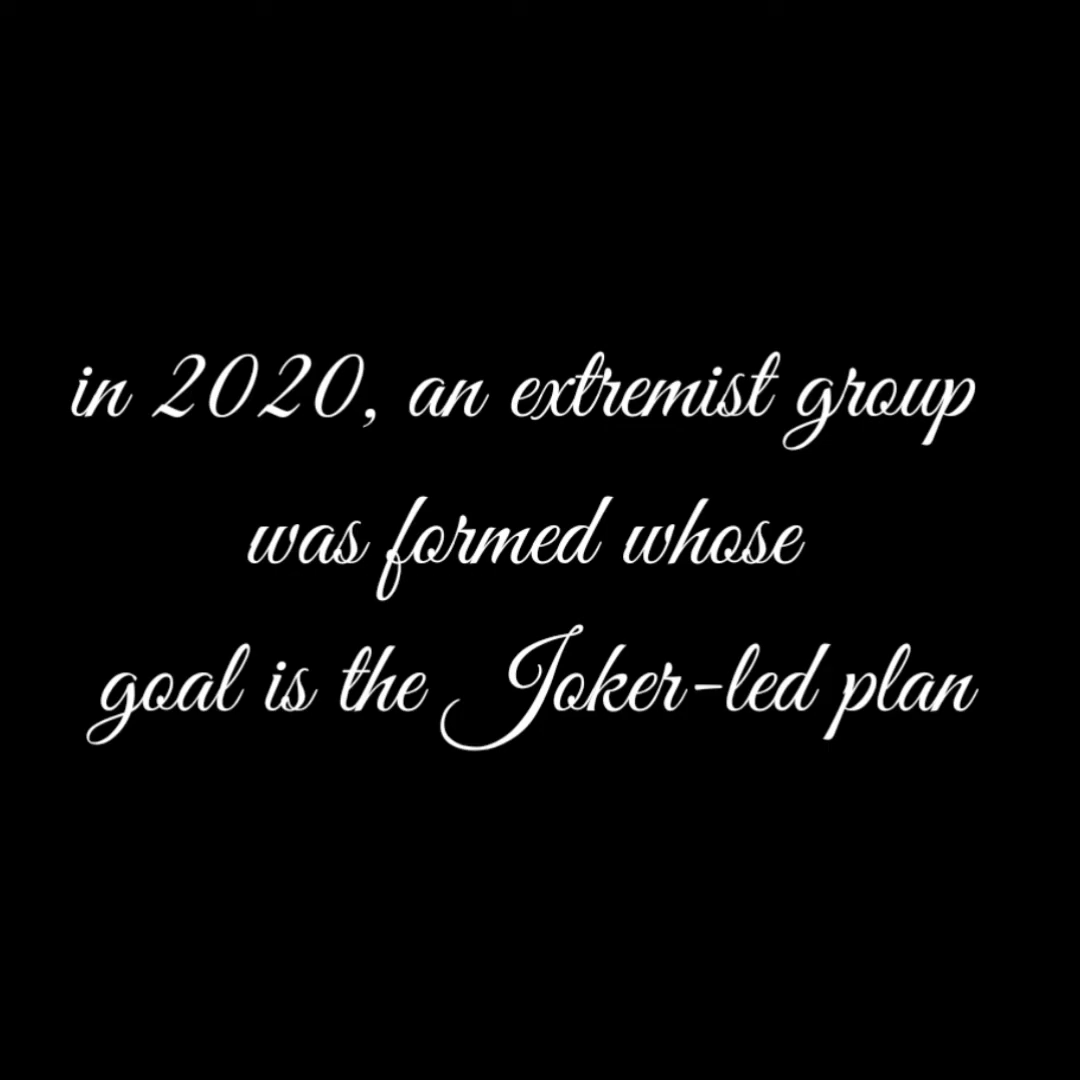 in 2020, an extremist group
was formed whose
goal is the Joker-led plan